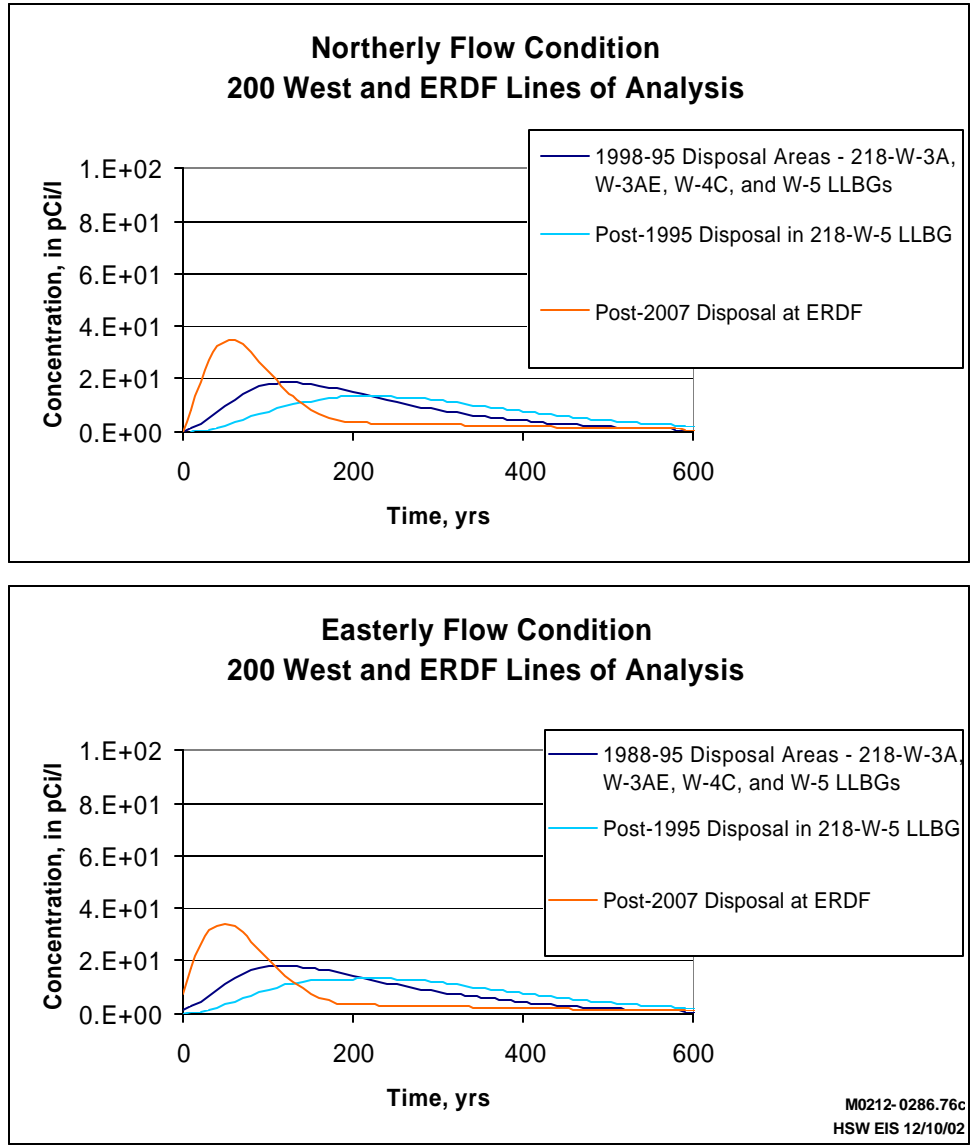 Northerly Flow Condition
200 West and ERDF Lines of Analysis
Concentration, in pCi/l
1.E+02
8.E+01
6.E+01
4.E+01
2.E+01
0.E+00
0
200
400
600
Time, yrs
1998-95 Disposal Areas - 218-W-3A,
W-3AE, W-4C, and W-5 LLBGs
Post-1995 Disposal in 218-W-5 LLBG
Post-2007 Disposal at ERDF
Easterly Flow Condition
200 West and ERDF Lines of Analysis
Concentration, in pCi/l
1.E+02
8.E+01
6.E+01
4.E+01
2.E+01
0.E+00
0
200
400
600
Time, yrs
1988-95 Disposal Areas - 218-W-3A,
W-3AE, W-4C, and W-5 LLBGs
Post-1995 Disposal in 218-W-5 LLBG
Post-2007 Disposal at ERDF
M0212-0286.76c
HSW EIS 12/10/02